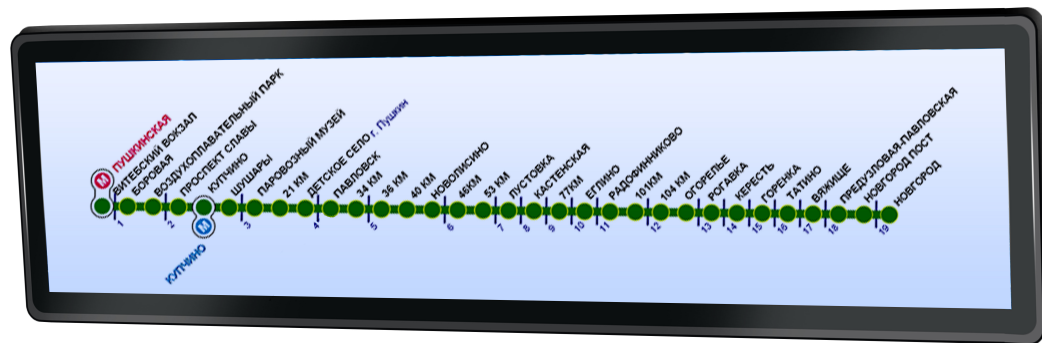 М ПУШКИНСКАЯ
ВИТЕБСКИЙ ВОКЗАЛ
БОРОВАЯ
ВОЗДУХОПЛАВАТЕЛЬНЫЙ ПАРК
ПРОСПЕКТ СЛАВЫ
КУПЧИНО
М КУПЧИНО
ШУШАРЫ
ПАРОВОЗНЫЙ МУЗЕЙ
21 КМ
ДЕТСКОЕ СЕЛО г. Пушкин
ПАВЛОВСК
34 КМ
36 КМ
40 КМ
НОВОЛИСИНО
46КМ
53 КМ
ПУСТОВКА
КАСТЕНСКАЯ
77КМ
ЕГЛИНО
РАДОФИННИКОВО
101КМ
104 КМ
ОГОРЕЛЬЕ
РОГАВКА
КЕРЕСТЬ
ГОРЕНКА
ТАТИНО
ВЯЖИЩЕ
ПРЕДУЗЛОВАЯ-ПАВЛОВСКАЯ
НОВГОРОД ПОСТ
НОВГОРОД
1 2 3 4 5 6 7 8 9 10 11 12 13 14 15 16 17 18 19